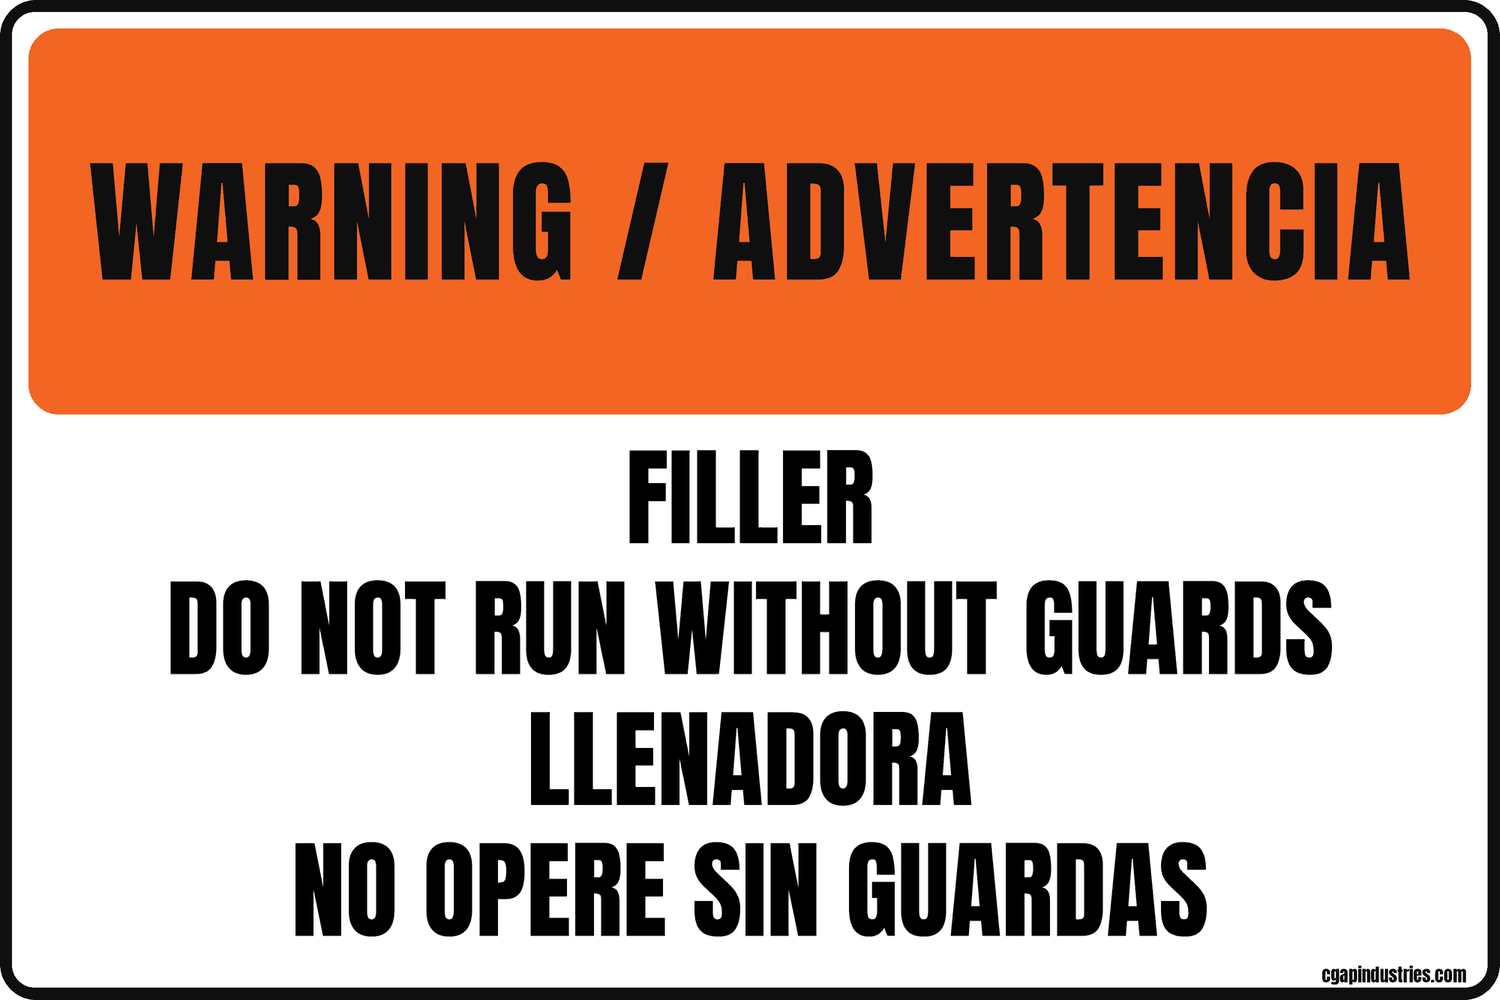 WARNING / ADVERTENCIA
FILLER
DO NOT RUN WITHOUT GUARDS
LLENADORA
NO OPERE SIN GUARDAS
cgapindustries.com